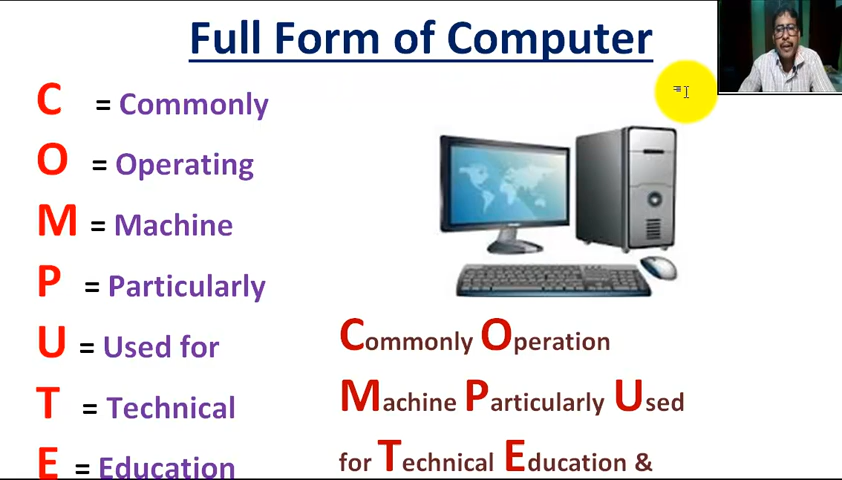 Full Form of Computer
C = Commonly
O = Operating
M = Machine
P = Particularly
U = Used for
T = Technical
E = Education
Commonly Operation
Machine Particularly Used
for Technical Education &